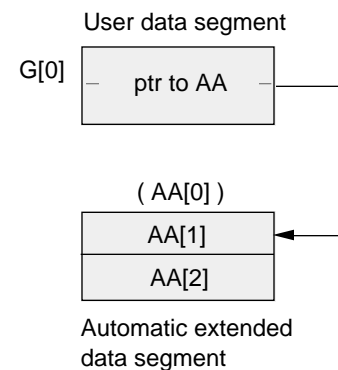 User data segment
G[0]
ptr to AA
( AA[0] )
AA[1]
AA[2]
Automatic extended
data segment